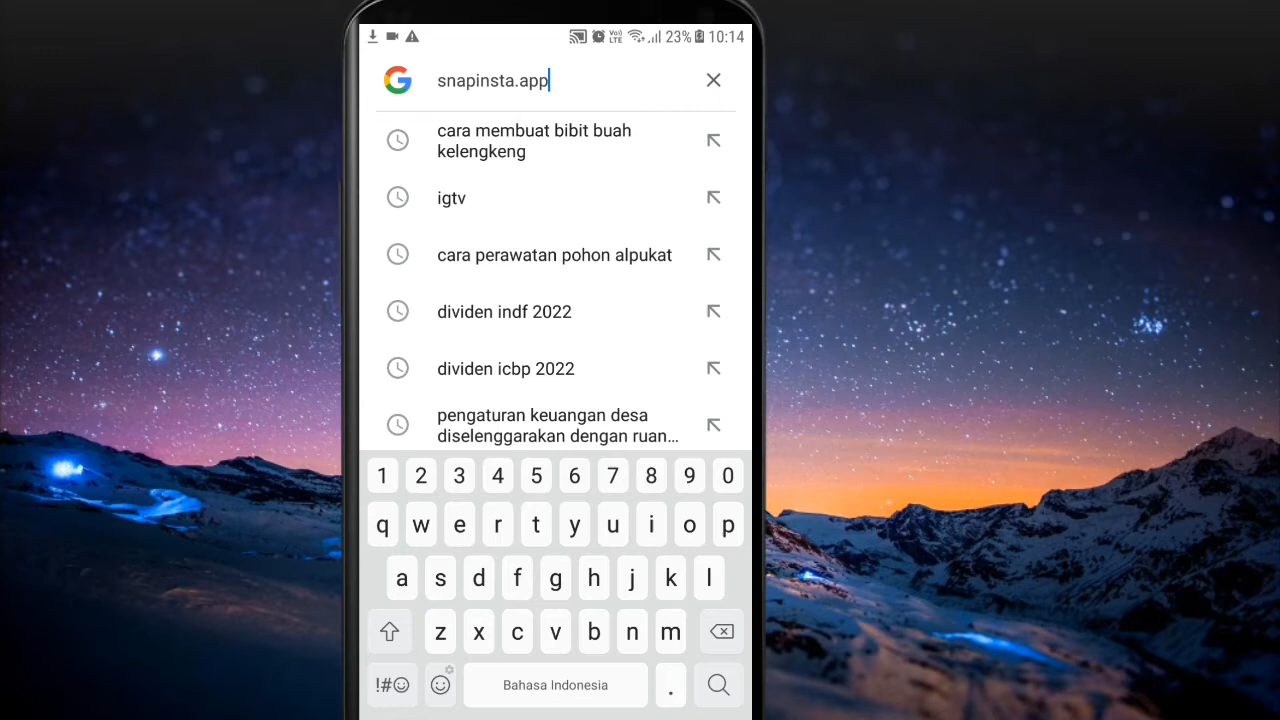 Vo)) LTE 23% 10:14
snapinsta.app
cara membuat bibit buah
kelengkeng
igtv
cara perawatan pohon alpukat
dividen indf 2022
dividen icbp 2022
pengaturan keuangan desa
diselenggarakan dengan ruan...
1 2 3 4 5 6 7 8 9 0
q w e r t y u i o p
a s d f g h j k l
z x c v b n m
!#☺ Bahasa Indonesia .